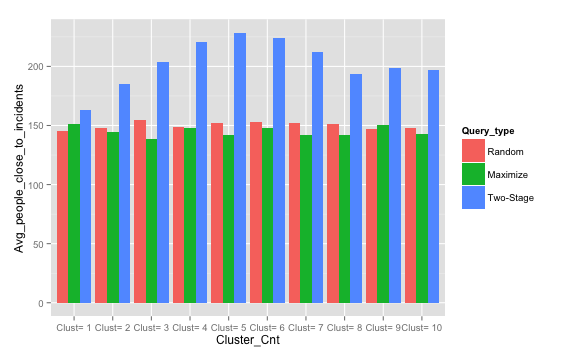 Avg_people_close_to_incidents
200
150
100
50
0
Clust= 1 Clust= 2 Clust= 3 Clust= 4 Clust= 5 Clust= 6 Clust= 7 Clust= 8 Clust= 9 Clust= 10
Cluster_Cnt
Query_type
Random
Maximize
Two-Stage